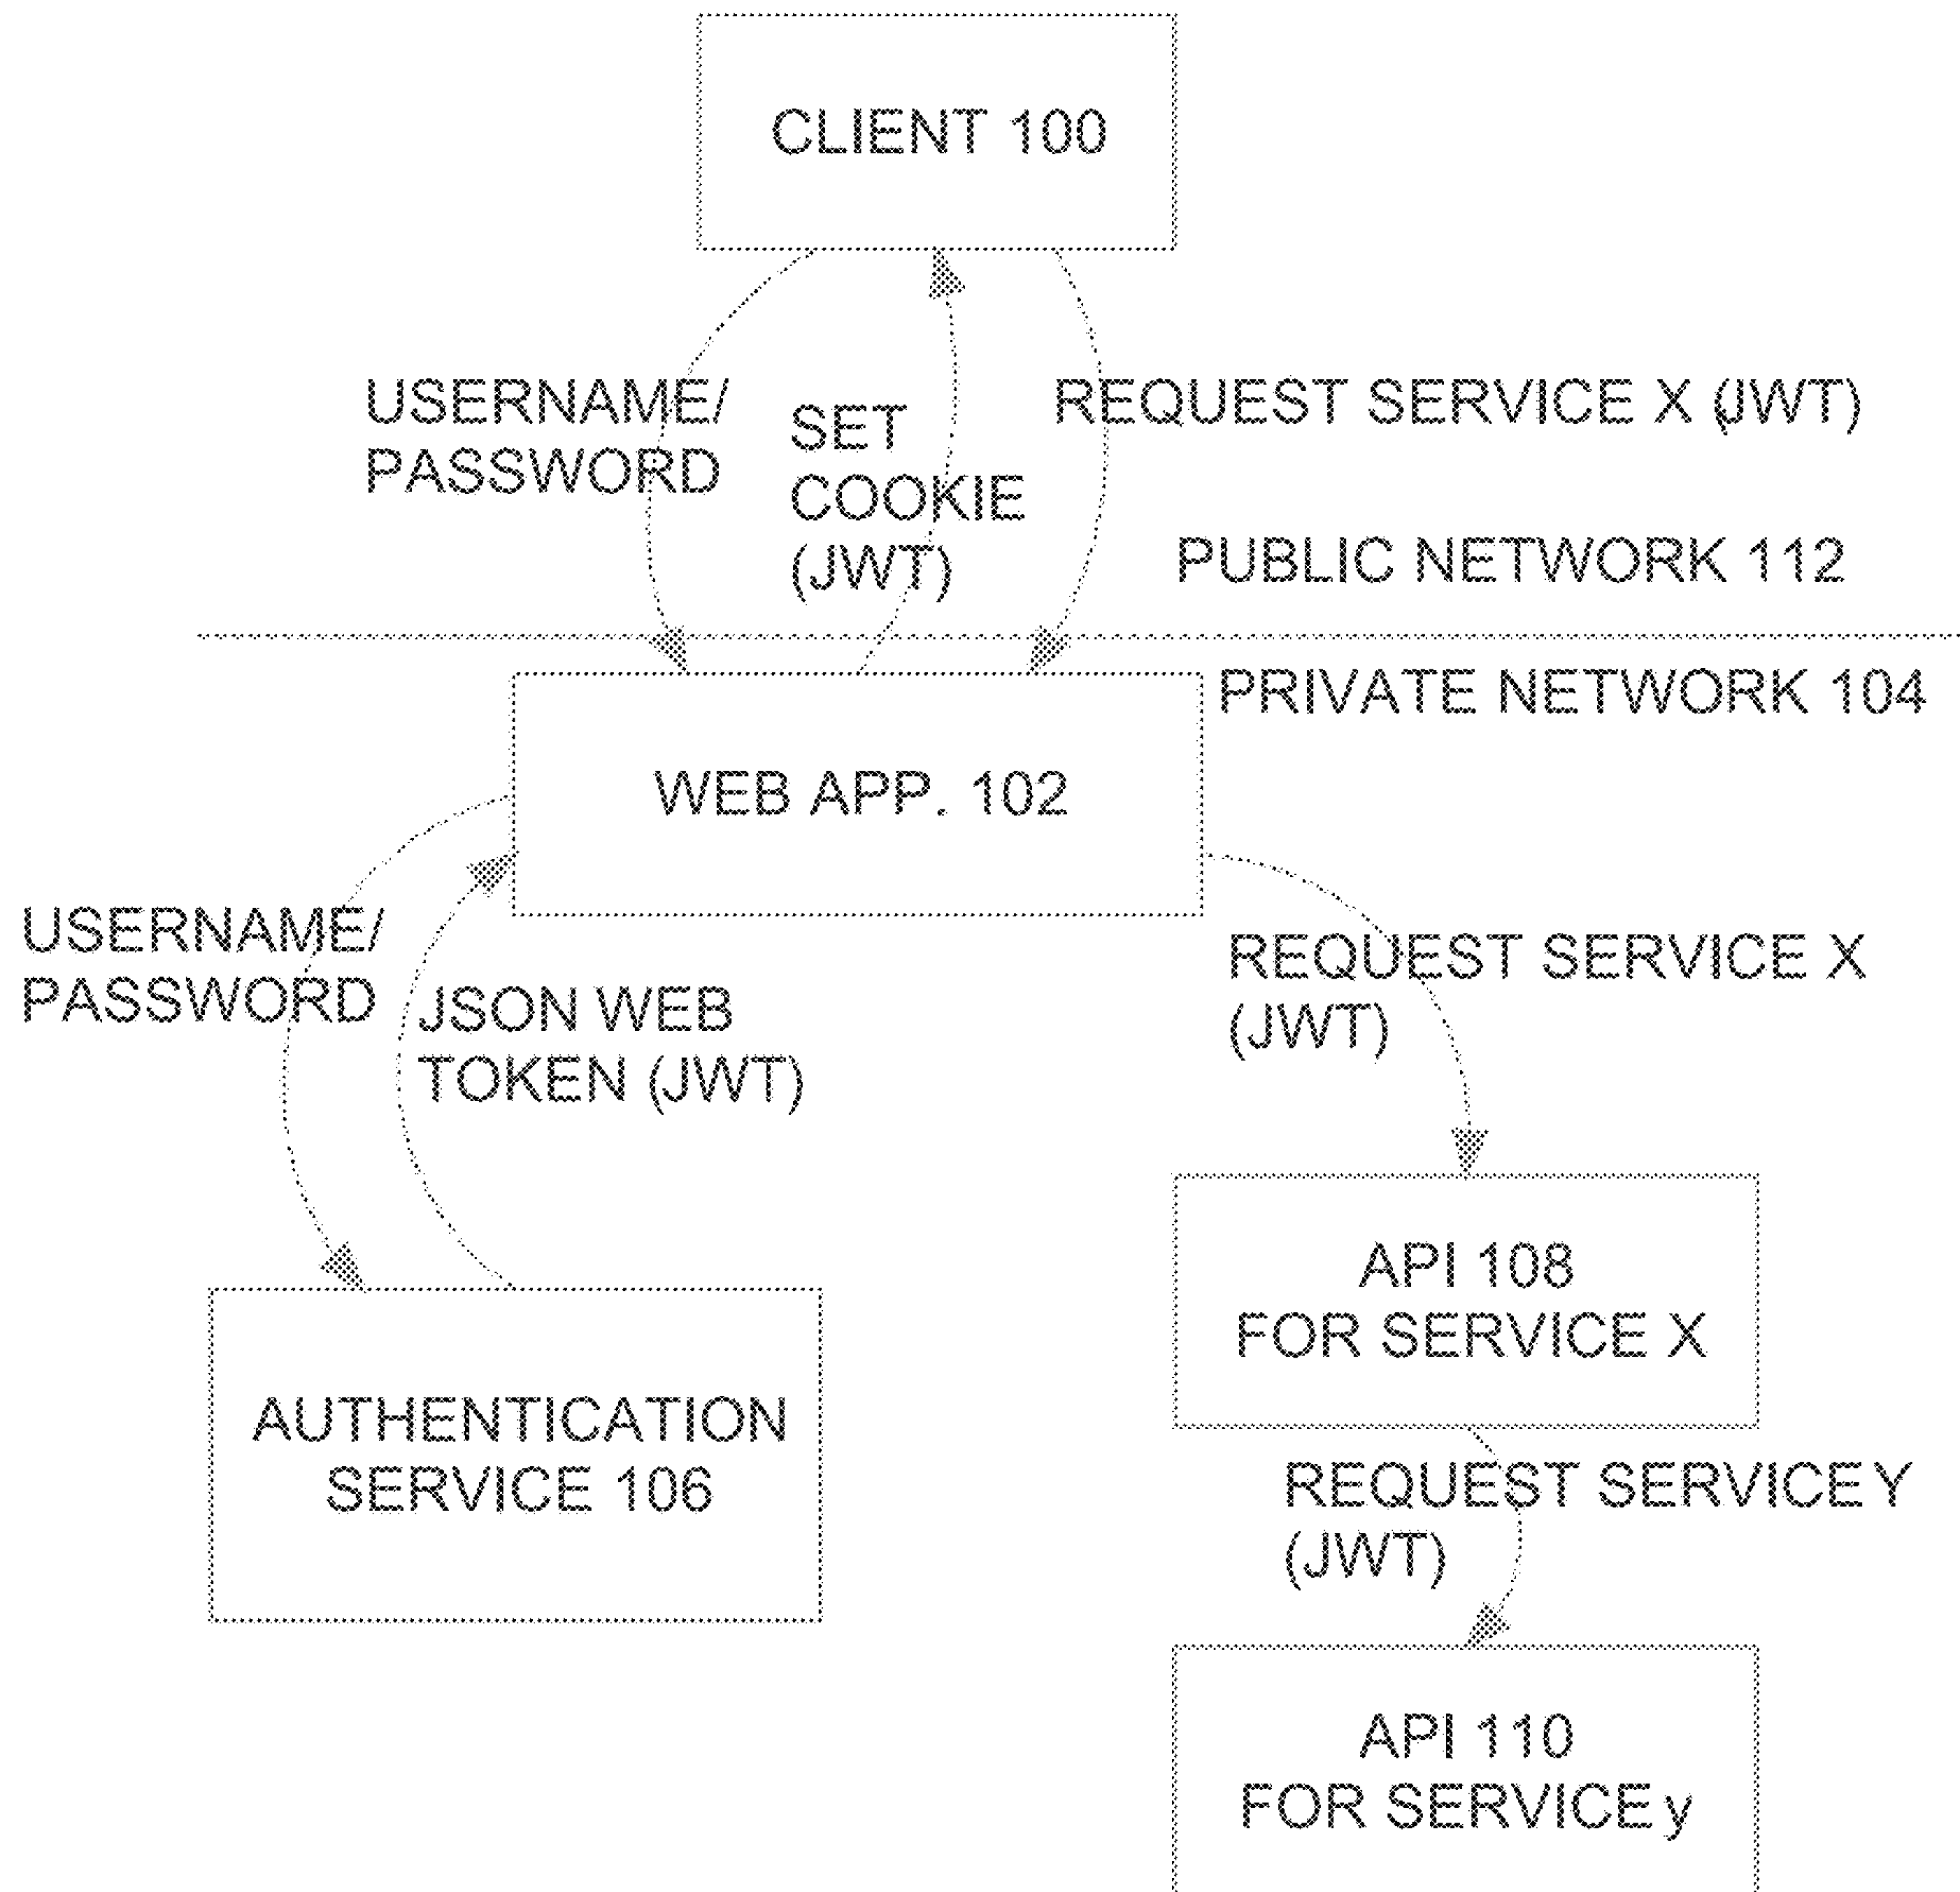 CLIENT 100
USERNAME/
PASSWORD
SET
COOKIE
(JWT)
REQUEST SERVICE X (JWT)
PUBLIC NETWORK 112
PRIVATE NETWORK 104
WEB APP. 102
USERNAME/
PASSWORD
JSON WEB
TOKEN (JWT)
REQUEST SERVICE X
(JWT)
API 108
FOR SERVICE X
AUTHENTICATION
SERVICE 106
REQUEST SERVICE Y
(JWT)
API 110
FOR SERVICE y